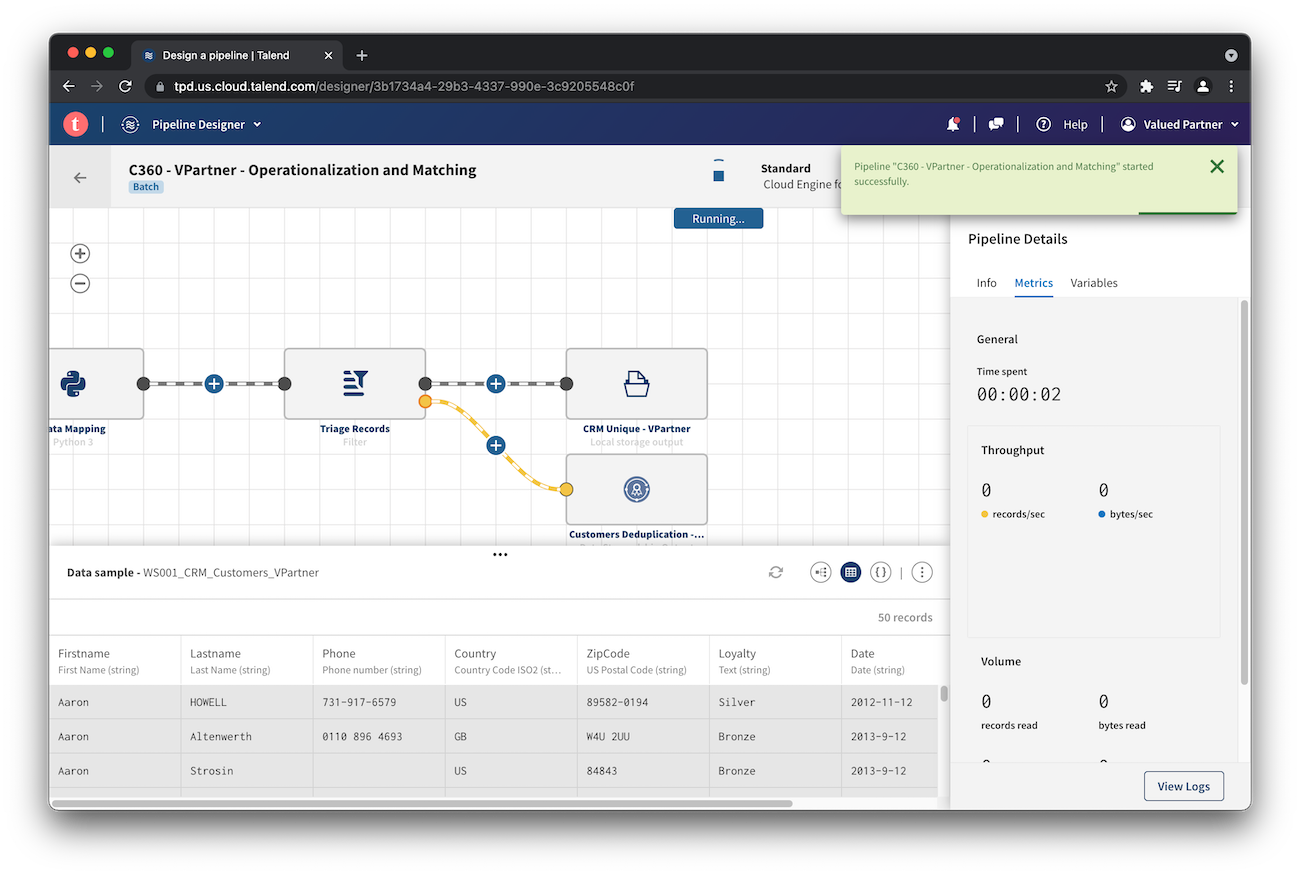 Design a pipeline | Talend
tpd.us.cloud.talend.com/designer/3b1734a4-29b3-4337-990e-3c9205548c0f
t
Pipeline Designer
Help
Valued Partner
C360 - VPartner - Operationalization and Matching
Batch
Standard
Cloud Engine fo
Pipeline "C360 - VPartner - Operationalization and Matching" started
successfully.
Running...
ata Mapping
Python 3
Triage Records
Filter
CRM Unique - VPartner
Local storage output
Customers Deduplication -...
Pipeline Details
Info Metrics Variables
General
Time spent
00:00:02
Throughput
0 0
records/sec bytes/sec
Volume
0 0
records read bytes read
View Logs
Data sample - WS001_CRM_Customers_VPartner
50 records
Firstname Lastname Phone Country ZipCode Loyalty Date
First Name (string) Last Name (string) Phone number (string) Country Code ISO2 (st... US Postal Code (string) Text (string) Date (string)
Aaron HOWELL 731-917-6579 US 89582-0194 Silver 2012-11-12
Aaron Altenwerth 0110 896 4693 GB W4U 2UU Bronze 2013-9-12
Aaron Strosin US 84843 Bronze 2013-9-12